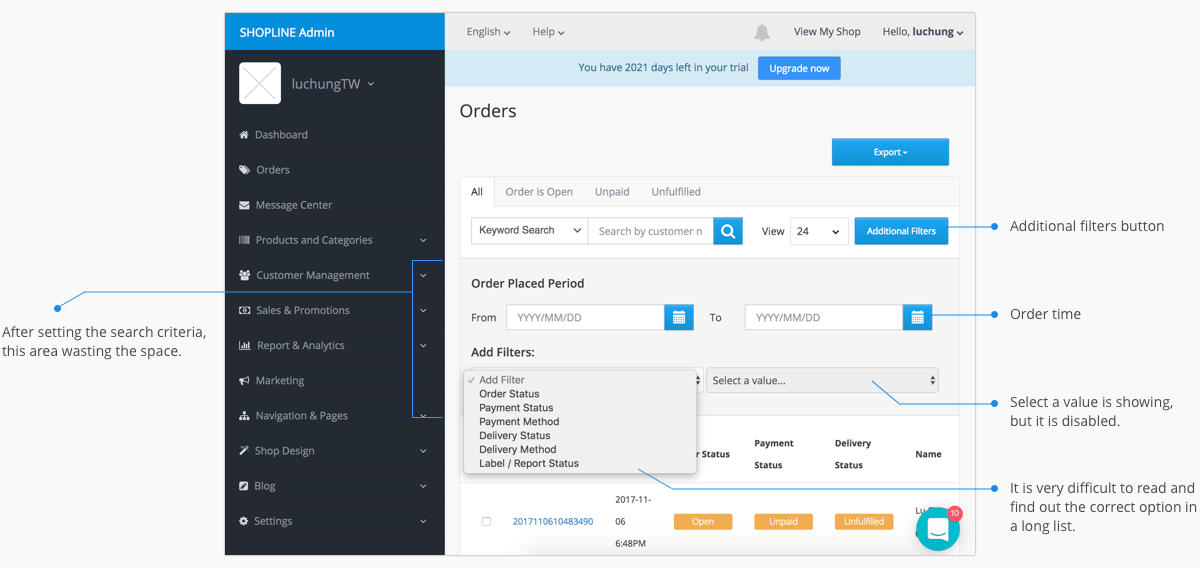 SHOPLINE Admin
English
Help
View My Shop
Hello, luchung
You have 2021 days left in your trial
Upgrade now
luchungTW
Dashboard
Orders
Message Center
Products and Categories
Customer Management
Sales & Promotions
Report & Analytics
Marketing
Navigation & Pages
Shop Design
Blog
Settings
Orders
Export
All
Order is Open
Unpaid
Unfulfilled
Keyword Search
Search by customer n
View
24
Additional Filters
Order Placed Period
From
YYYY/MM/DD
To
YYYY/MM/DD
Add Filters:
Add Filter
Order Status
Payment Status
Payment Method
Delivery Status
Delivery Method
Label / Report Status
Select a value...
r Status
Payment
Status
Delivery
Status
Name
2017110610483490
2017-11-
06
6:48PM
Open
Unpaid
Unfulfilled
10
After setting the search criteria,
this area wasting the space.
Additional filters button
Order time
Select a value is showing,
but it is disabled.
It is very difficult to read and
find out the correct option in
a long list.